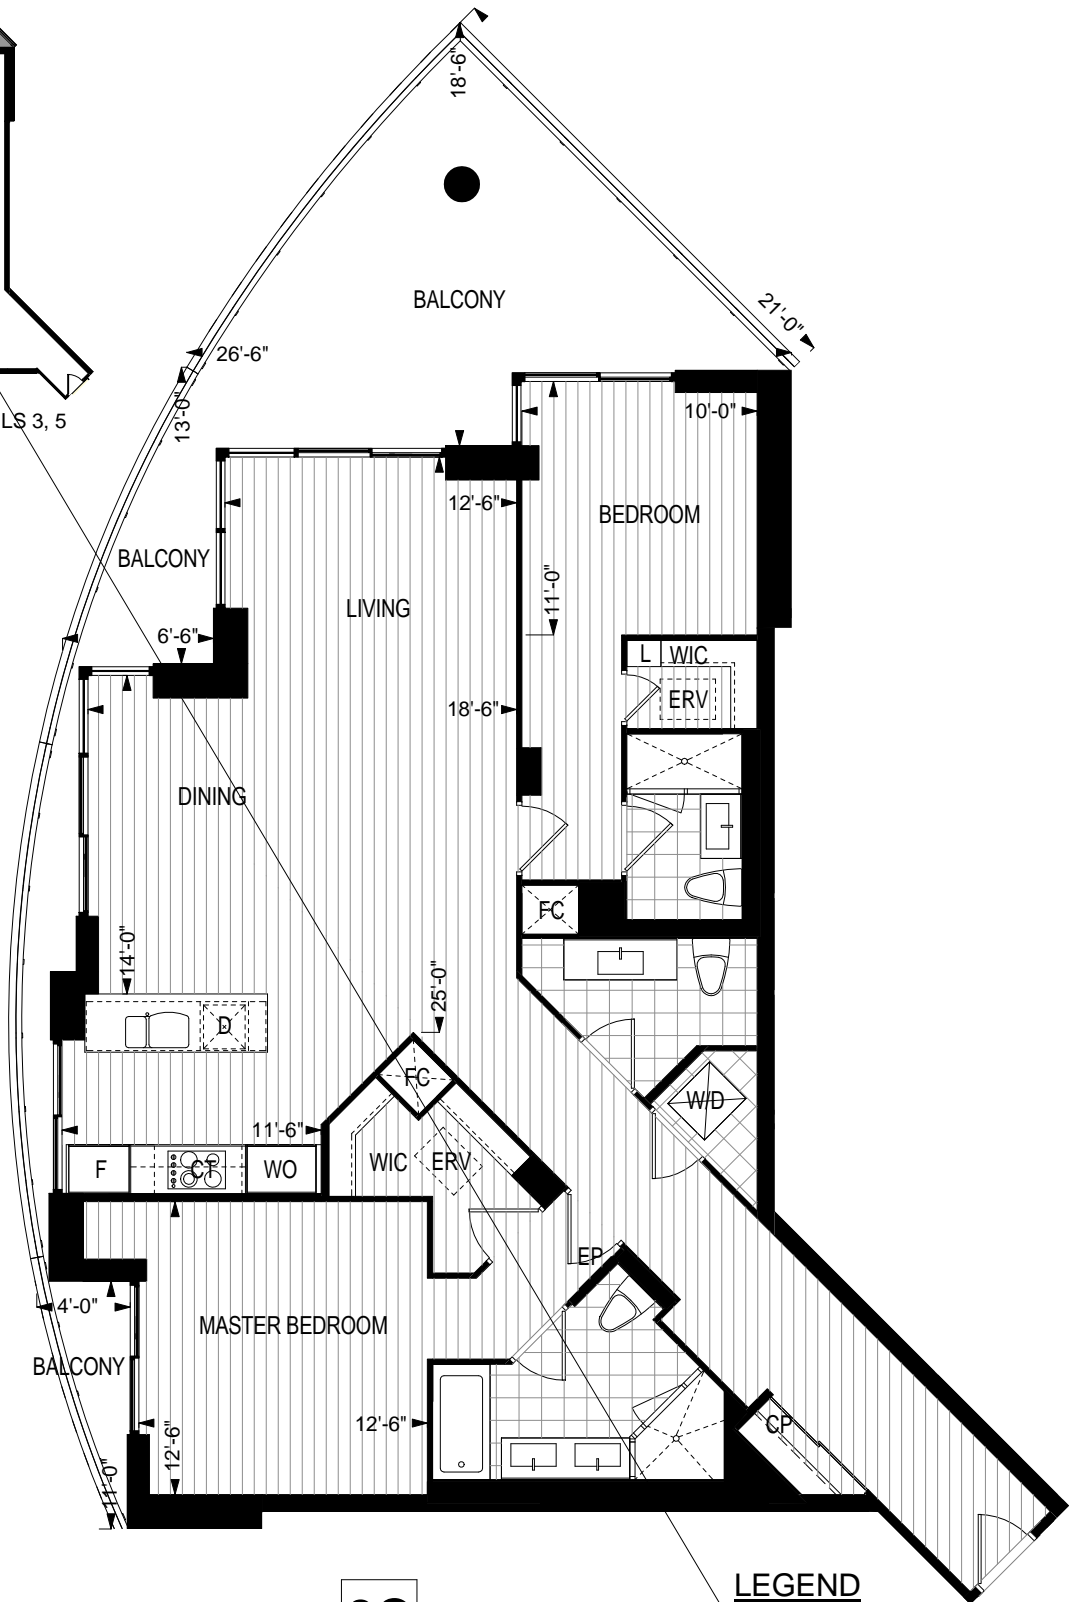 18'-6"
BALCONY
21'-0"
26'-6"
13'-0"
LS 3, 5
10'-0"
12'-6"
BEDROOM
BALCONY
11'-0"
LIVING
6'-6"
L WIC
ERV
18'-6"
DINING
FC
14'-0"
25'-0"
D
FC
W/D
11'-6"
F CT WO
WIC ERV
EP
4'-0"
MASTER BEDROOM
BALCONY
12'-6"
12'-6"
CP
11'-0"
LEGEND